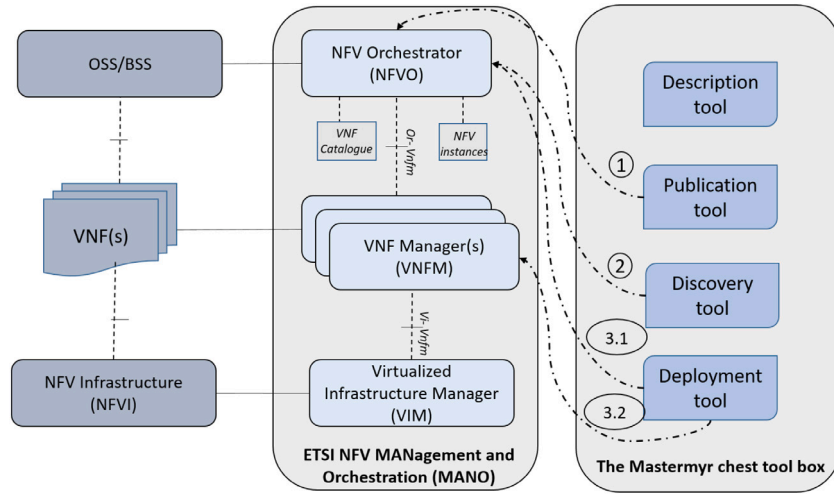 OSS/BSS
NFV Orchestrator
(NFVO)
VNF
Catalogue
Or- Vnfm
NFV
instances
VNF(s)
VNF Manager(s)
(VNFM)
Vi- Vnfm
NFV Infrastructure
(NFVI)
Virtualized
Infrastructure Manager
(VIM)
ETSI NFV MANagement and
Orchestration (MANO)
Description
tool
1
Publication
tool
2
Discovery
tool
3.1
Deployment
tool
3.2
The Mastermyr chest tool box